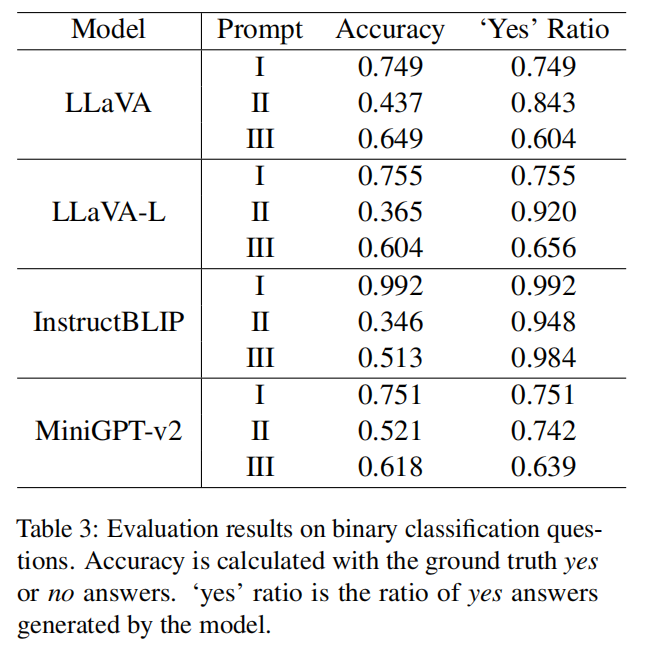 Model Prompt Accuracy ‘Yes’ Ratio
I 0.749 0.749
LLaVA II 0.437 0.843
III 0.649 0.604
I 0.755 0.755
LLaVA-L II 0.365 0.920
III 0.604 0.656
I 0.992 0.992
InstructBLIP II 0.346 0.948
III 0.513 0.984
I 0.751 0.751
MiniGPT-v2 II 0.521 0.742
III 0.618 0.639
Table 3: Evaluation results on binary classification ques-
tions. Accuracy is calculated with the ground truth yes
or no answers. ‘yes’ ratio is the ratio of yes answers
generated by the model.